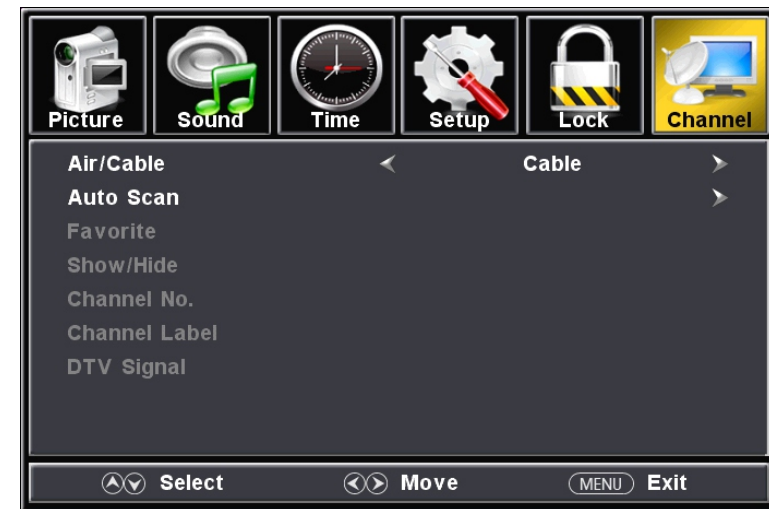 Picture Sound Time Setup Lock Channel
Air/Cable Cable
Auto Scan
Favorite
Show/Hide
Channel No.
Channel Label
DTV Signal
Select Move MENU Exit